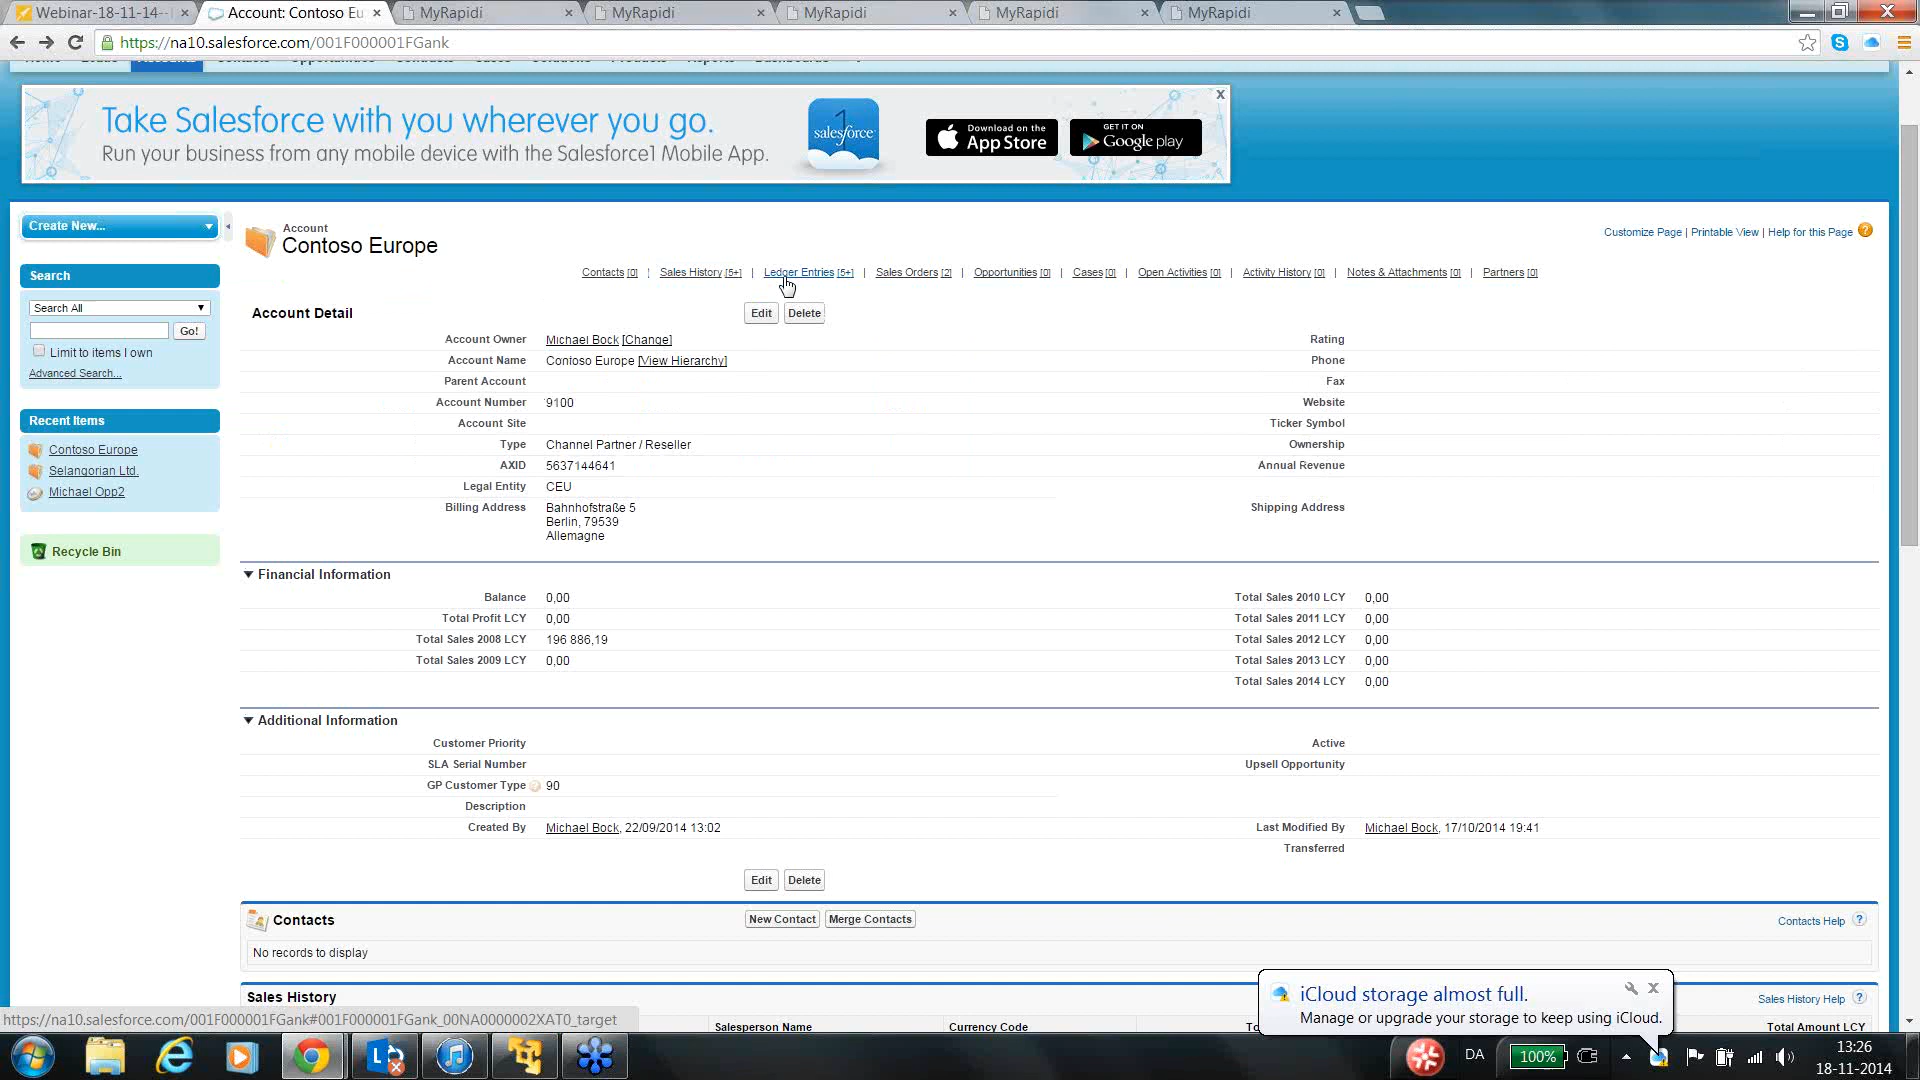 Webinar-18-11-14--
Account: Contoso Eu
MyRapidi
MyRapidi
MyRapidi
MyRapidi
MyRapidi
https://na10.salesforce.com/001F000001FGank
Take Salesforce with you wherever you go.
Run your business from any mobile device with the Salesforce1 Mobile App.
salesforce
1
Download on the
App Store
GET IT ON
Google play
x
Create New...
Account
Contoso Europe
Customize Page | Printable View | Help for this Page
Contacts [0] | Sales History [5+] | Ledger Entries [5+] | Sales Orders [2] | Opportunities [0] | Cases [0] | Open Activities [0] | Activity History [0] | Notes & Attachments [0] | Partners [0]
Search
Search All
Go!
Limit to items I own
Advanced Search...
Recent Items
Contoso Europe
Selangorian Ltd.
Michael Opp2
Recycle Bin
Account Detail
Edit Delete
Account Owner Michael Bock [Change] Rating
Account Name Contoso Europe [View Hierarchy] Phone
Parent Account Fax
Account Number 9100 Website
Account Site Ticker Symbol
Type Channel Partner / Reseller Ownership
AXID 5637144641 Annual Revenue
Legal Entity CEU
Billing Address Bahnhofstraße 5 Shipping Address
Berlin, 79539
Allemagne
Financial Information
Balance 0,00 Total Sales 2010 LCY 0,00
Total Profit LCY 0,00 Total Sales 2011 LCY 0,00
Total Sales 2008 LCY 196 886,19 Total Sales 2012 LCY 0,00
Total Sales 2009 LCY 0,00 Total Sales 2013 LCY 0,00
Total Sales 2014 LCY 0,00
Additional Information
Customer Priority Active
SLA Serial Number Upsell Opportunity
GP Customer Type 90
Description
Created By Michael Bock, 22/09/2014 13:02 Last Modified By Michael Bock, 17/10/2014 19:41
Transferred
Edit Delete
Contacts New Contact Merge Contacts Contacts Help ?
No records to display
Sales History Sales History Help ?
Salesperson Name Currency Code Total Amount LCY
https://na10.salesforce.com/001F000001FGank#001F000001FGank_00NA0000002XAT0_target
iCloud storage almost full.
Manage or upgrade your storage to keep using iCloud.
DA
100%
13:26
18-11-2014